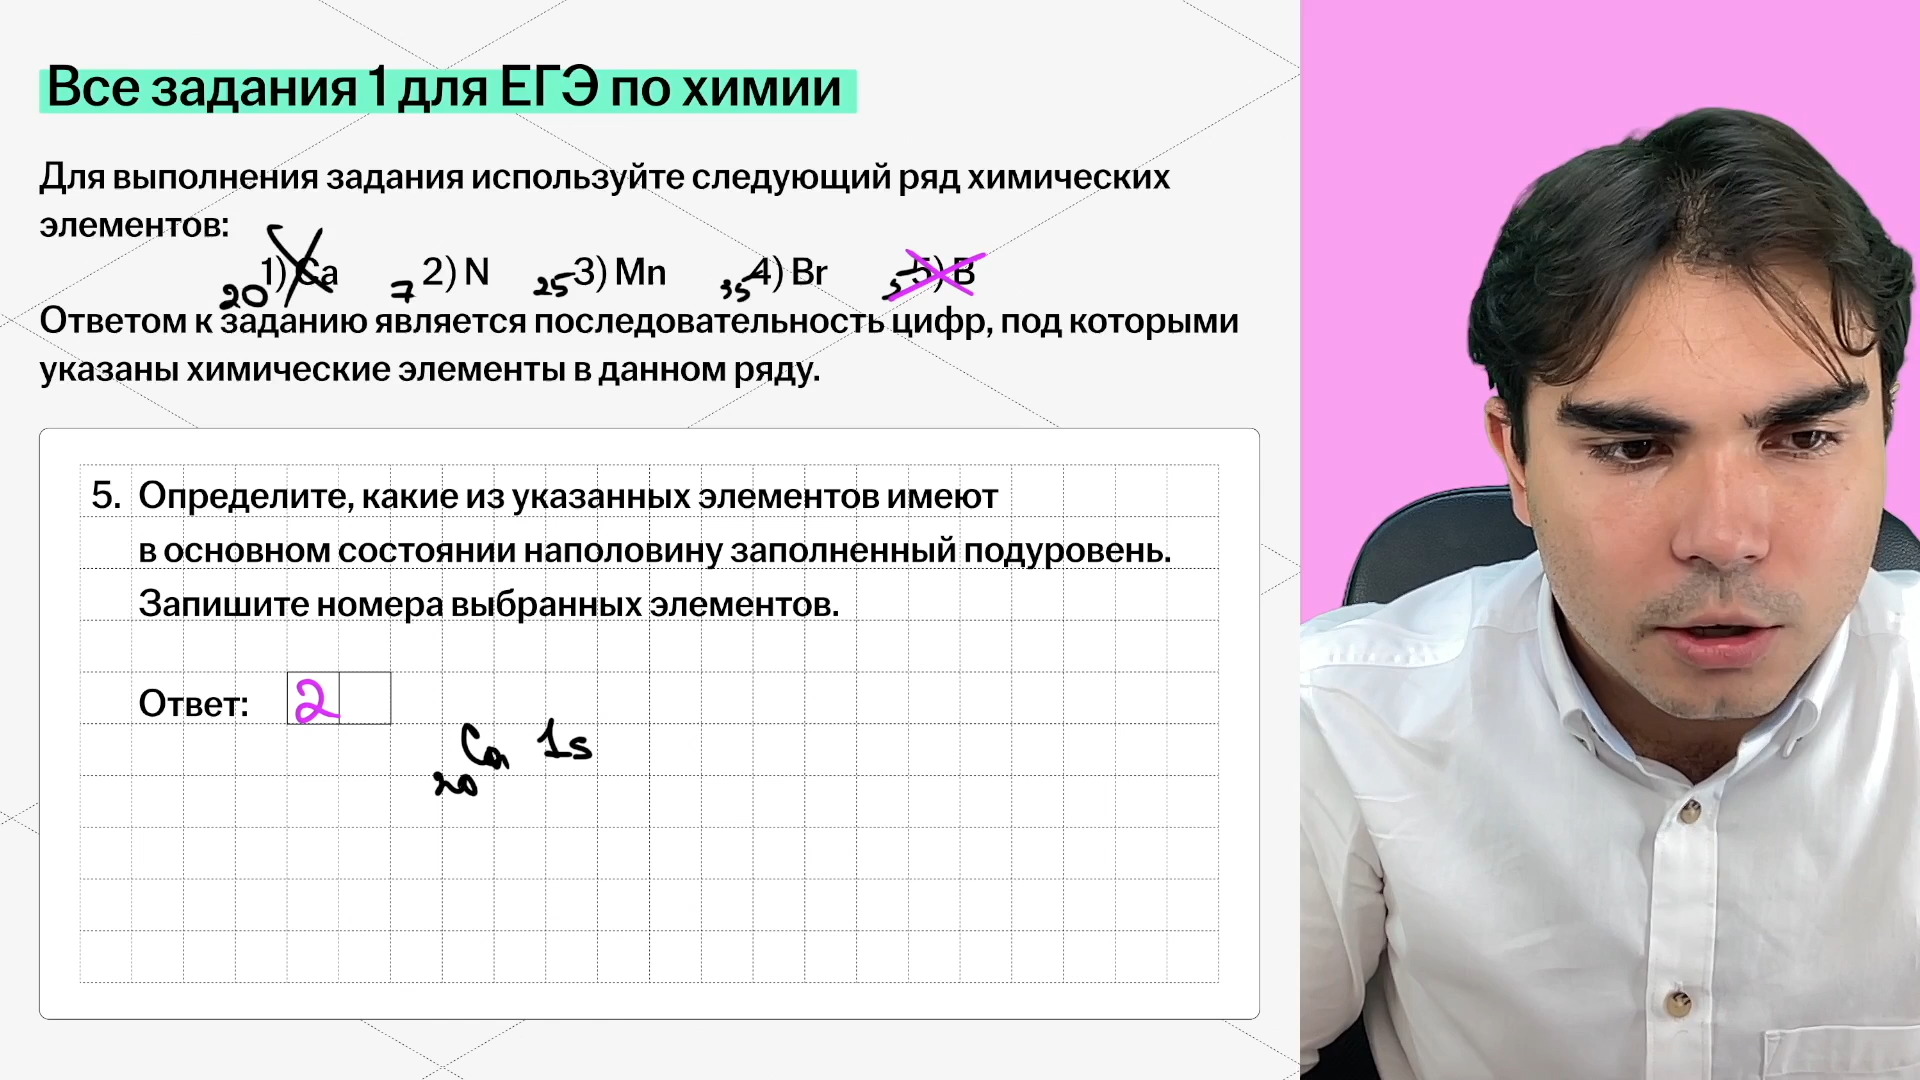 Все задания 1 для ЕГЭ по химии
Для выполнения задания используйте следующий ряд химических
элементов:
1) Ca 2) N 3) Mn 4) Br 5) B
20 7 25 35 5
Ответом к заданию является последовательность цифр, под которыми
указаны химические элементы в данном ряду.
5. Определите, какие из указанных элементов имеют
в основном состоянии наполовину заполненный подуровень.
Запишите номера выбранных элементов.
Ответ: 2
Ca 1s
20